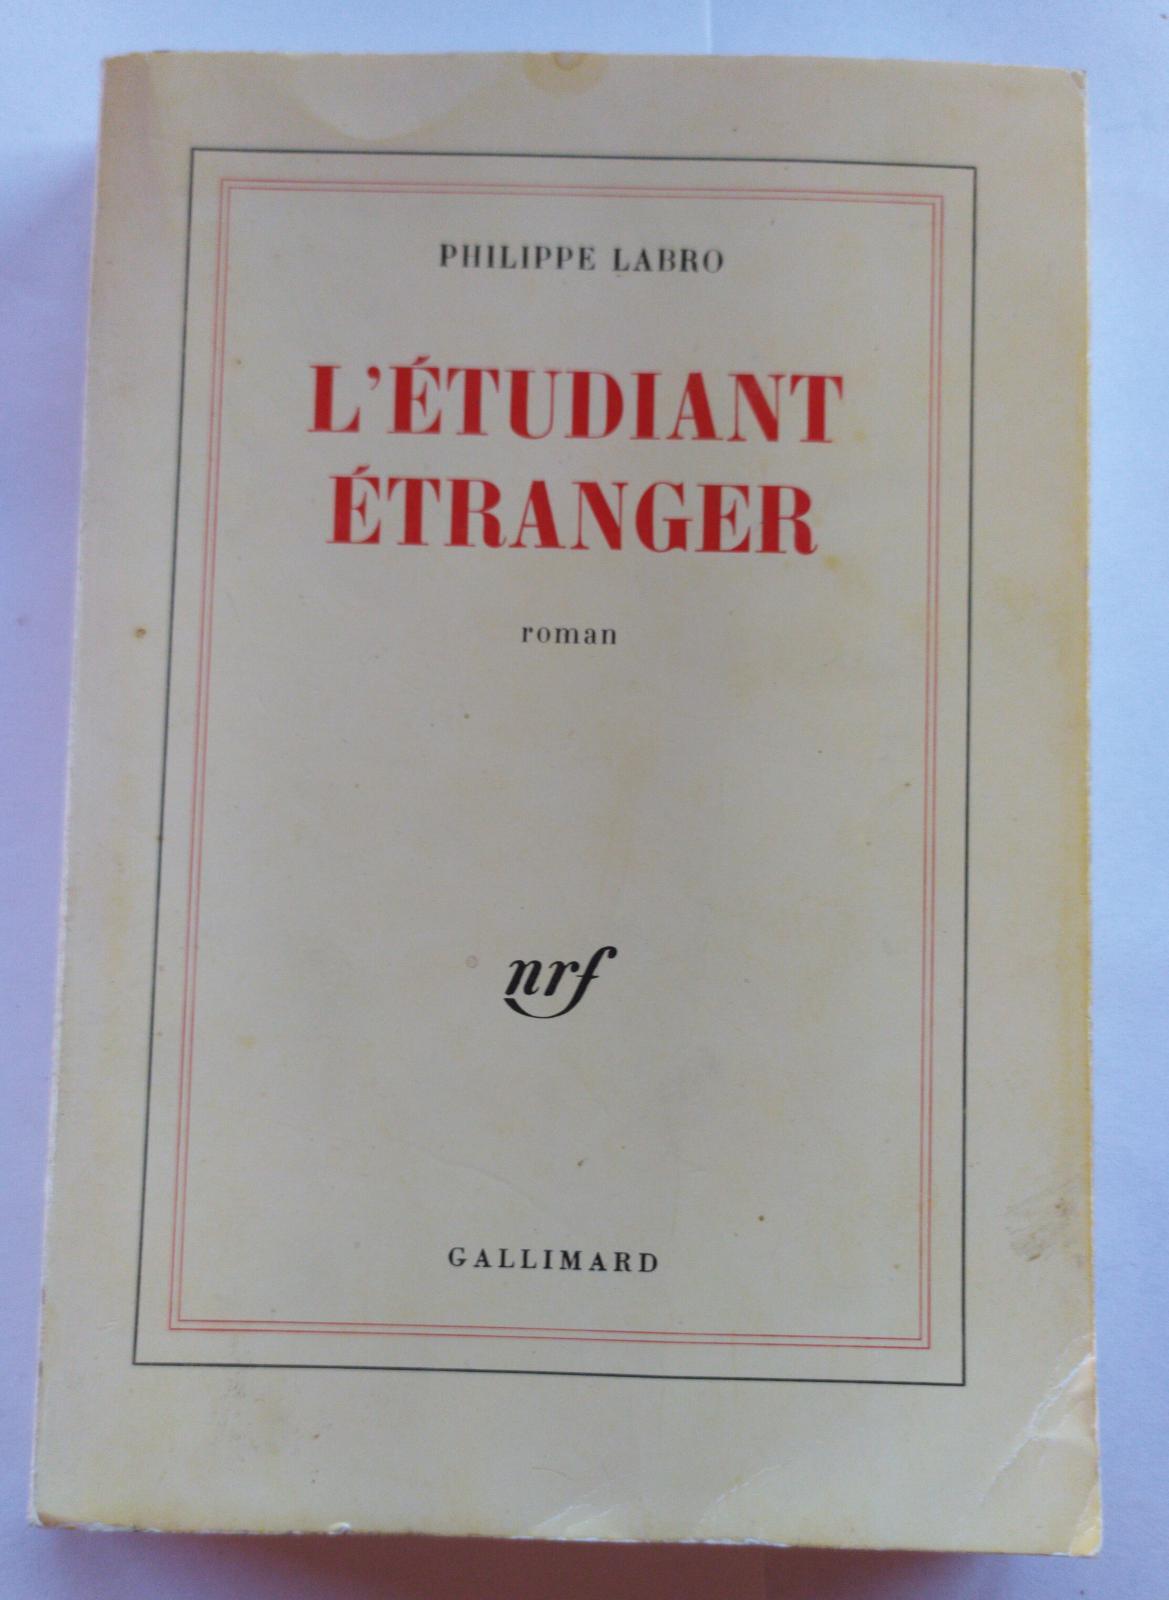 PHILIPPE LABRO
L'ÉTUDIANT
ÉTRANGER
roman
nrf
GALLIMARD